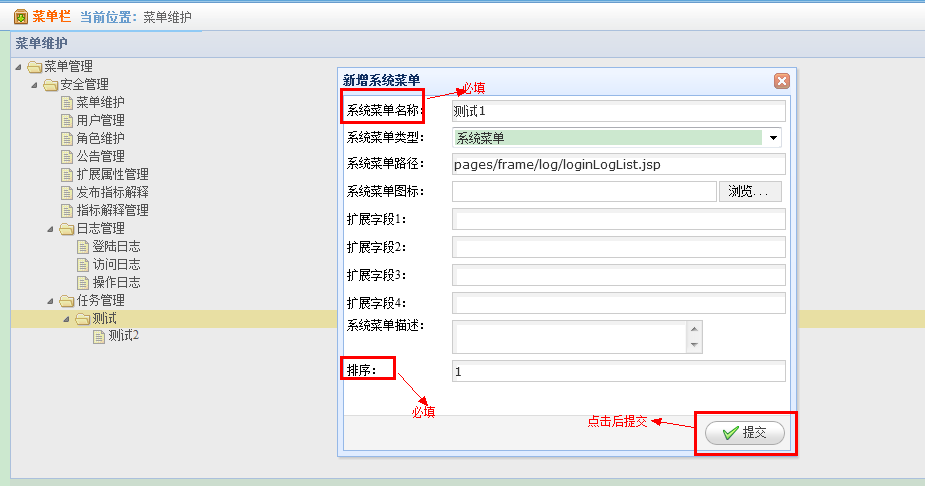 菜单栏 当前位置: 菜单维护
菜单维护
菜单管理
安全管理
菜单维护
用户管理
角色维护
公告管理
扩展属性管理
发布指标解释
指标解释管理
日志管理
登陆日志
访问日志
操作日志
任务管理
测试
测试2
新增系统菜单
必填
系统菜单名称: 测试1
系统菜单类型: 系统菜单
系统菜单路径: pages/frame/log/loginLogList.jsp
系统菜单图标: 浏览...
扩展字段1:
扩展字段2:
扩展字段3:
扩展字段4:
系统菜单描述:
排序: 1
必填
点击后提交
提交